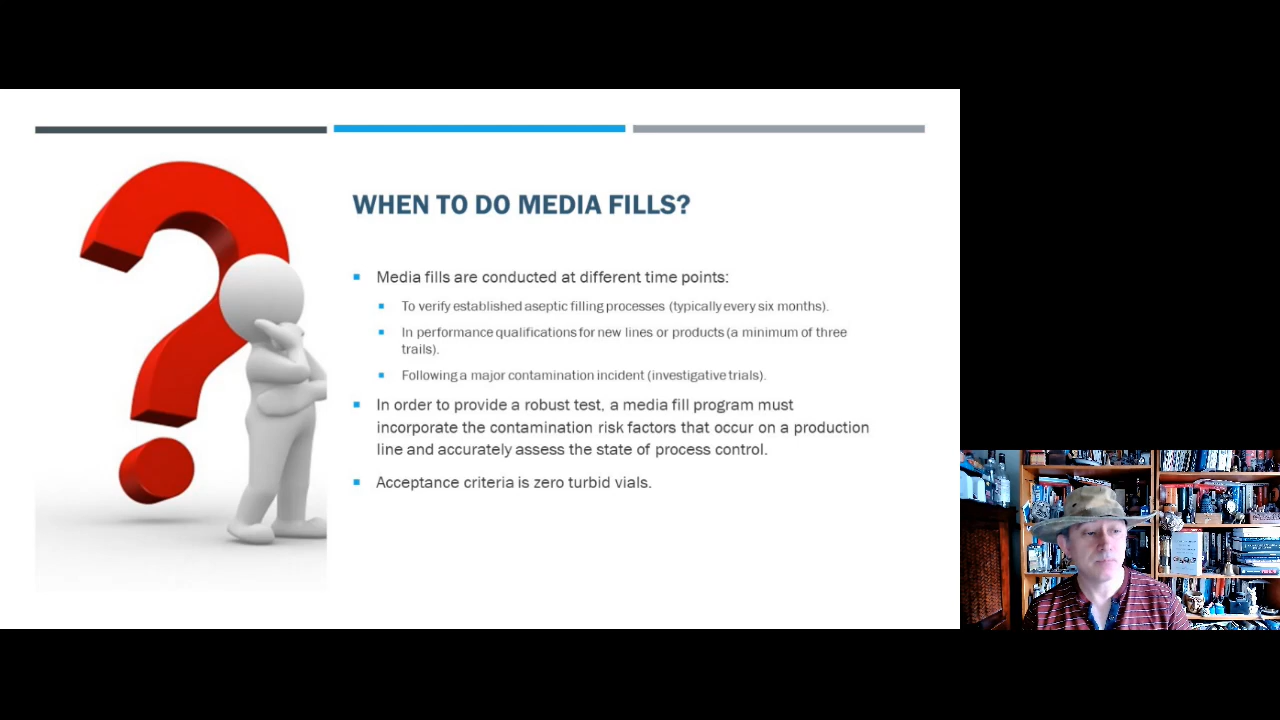 WHEN TO DO MEDIA FILLS?
Media fills are conducted at different time points:
To verify established aseptic filling processes (typically every six months).
In performance qualifications for new lines or products (a minimum of three
trails).
Following a major contamination incident (investigative trials).
In order to provide a robust test, a media fill program must
incorporate the contamination risk factors that occur on a production
line and accurately assess the state of process control.
Acceptance criteria is zero turbid vials.